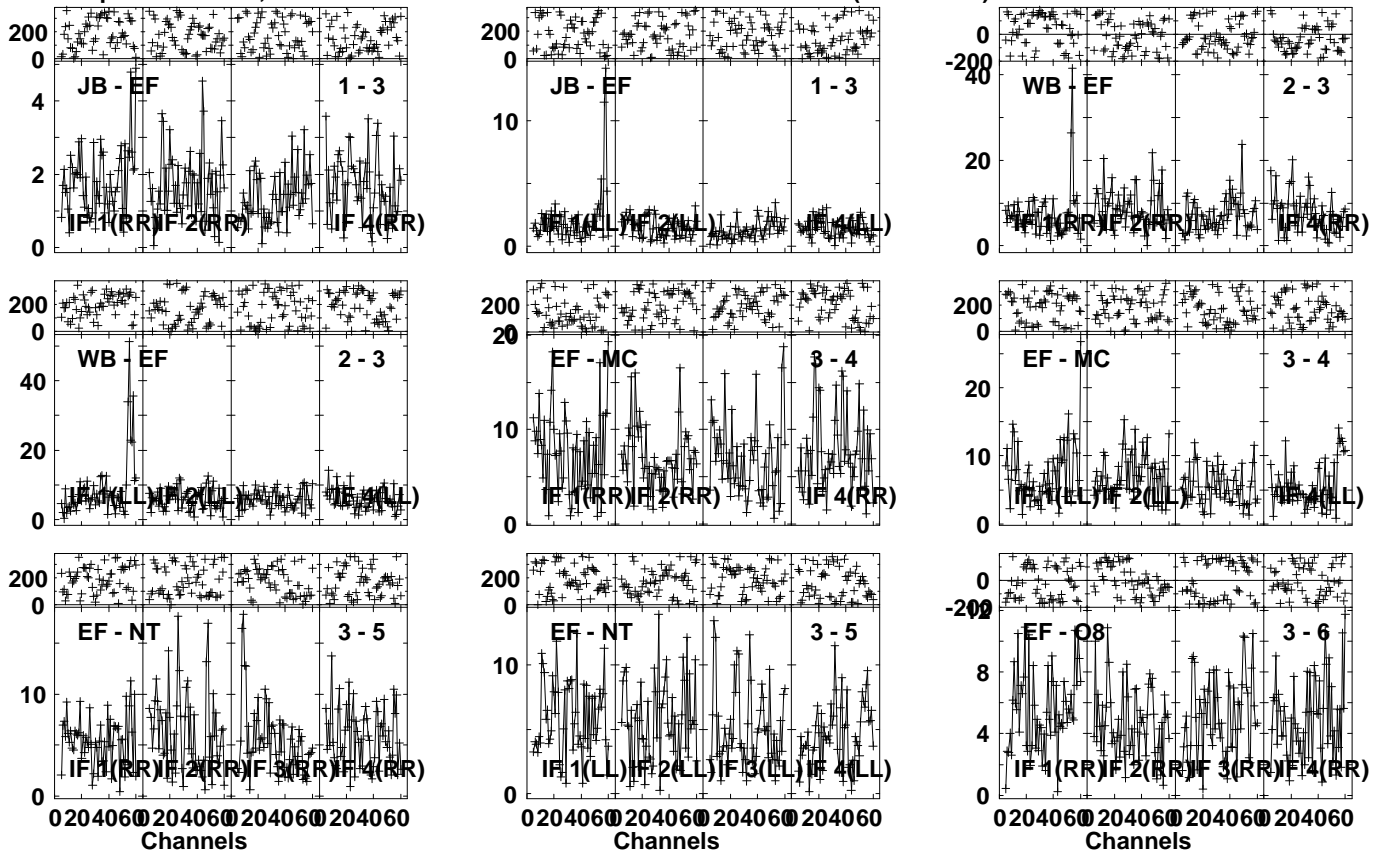 200
0
JB - EF 1 - 3
4
2
0
IF 1(RR) IF 2(RR) IF 4(RR)
200
0
JB - EF 1 - 3
10
0
IF 1(LL) IF 2(LL) IF 4(LL)
0
-200
WB - EF 2 - 3
40
20
0
IF 1(RR) IF 2(RR) IF 4(RR)
200
0
WB - EF 2 - 3
40
20
0
IF 1(LL) IF 2(LL) IF 4(LL)
200
0
EF - MC 3 - 4
20
10
0
IF 1(RR) IF 2(RR) IF 4(RR)
200
0
EF - MC 3 - 4
20
10
0
IF 1(LL) IF 2(LL) IF 4(LL)
200
0
EF - NT 3 - 5
10
0
IF 1(RR) IF 2(RR) IF 3(RR) IF 4(RR)
0 20 40 60 0 20 40 60 0 20 40 60 0 20 40 60
Channels
200
0
EF - NT 3 - 5
10
0
IF 1(LL) IF 2(LL) IF 3(LL) IF 4(LL)
0 20 40 60 0 20 40 60 0 20 40 60 0 20 40 60
Channels
0
-200
EF - O8 3 - 6
12
8
4
0
IF 1(RR) IF 2(RR) IF 3(RR) IF 4(RR)
0 20 40 60 0 20 40 60 0 20 40 60 0 20 40 60
Channels